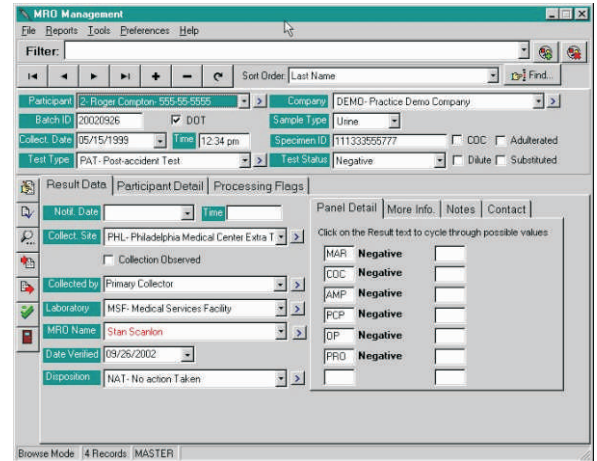 MRO Management
File Reports Tools Preferences Help
Filter:
Sort Order: Last Name Find...
Participant 2- Roger Compton- 555-55-5555 > Company DEMO- Practice Demo Company >
Batch ID 20020926 DOT Sample Type Urine
Collect. Date 05/15/1999 Time 12:34 pm Specimen ID 111333555777 COC Adulterated
Test Type PAT- Post-accident Test > Test Status Negative Dilute Substituted
Result Data Participant Detail Processing Flags
Notif. Date Time Panel Detail More Info. Notes Contact
Collect. Site PHL- Philadelphia Medical Center Extra T > Click on the Result text to cycle through possible values
Collection Observed MAR Negative
COC Negative
Collected by Primary Collector > AMP Negative
Laboratory MSF- Medical Services Facility > PCP Negative
MRO Name Stan Scanlon > OP Negative
Date Verified 09/26/2002 PRO Negative
Disposition NAT- No action Taken >
Browse Mode 4 Records MASTER